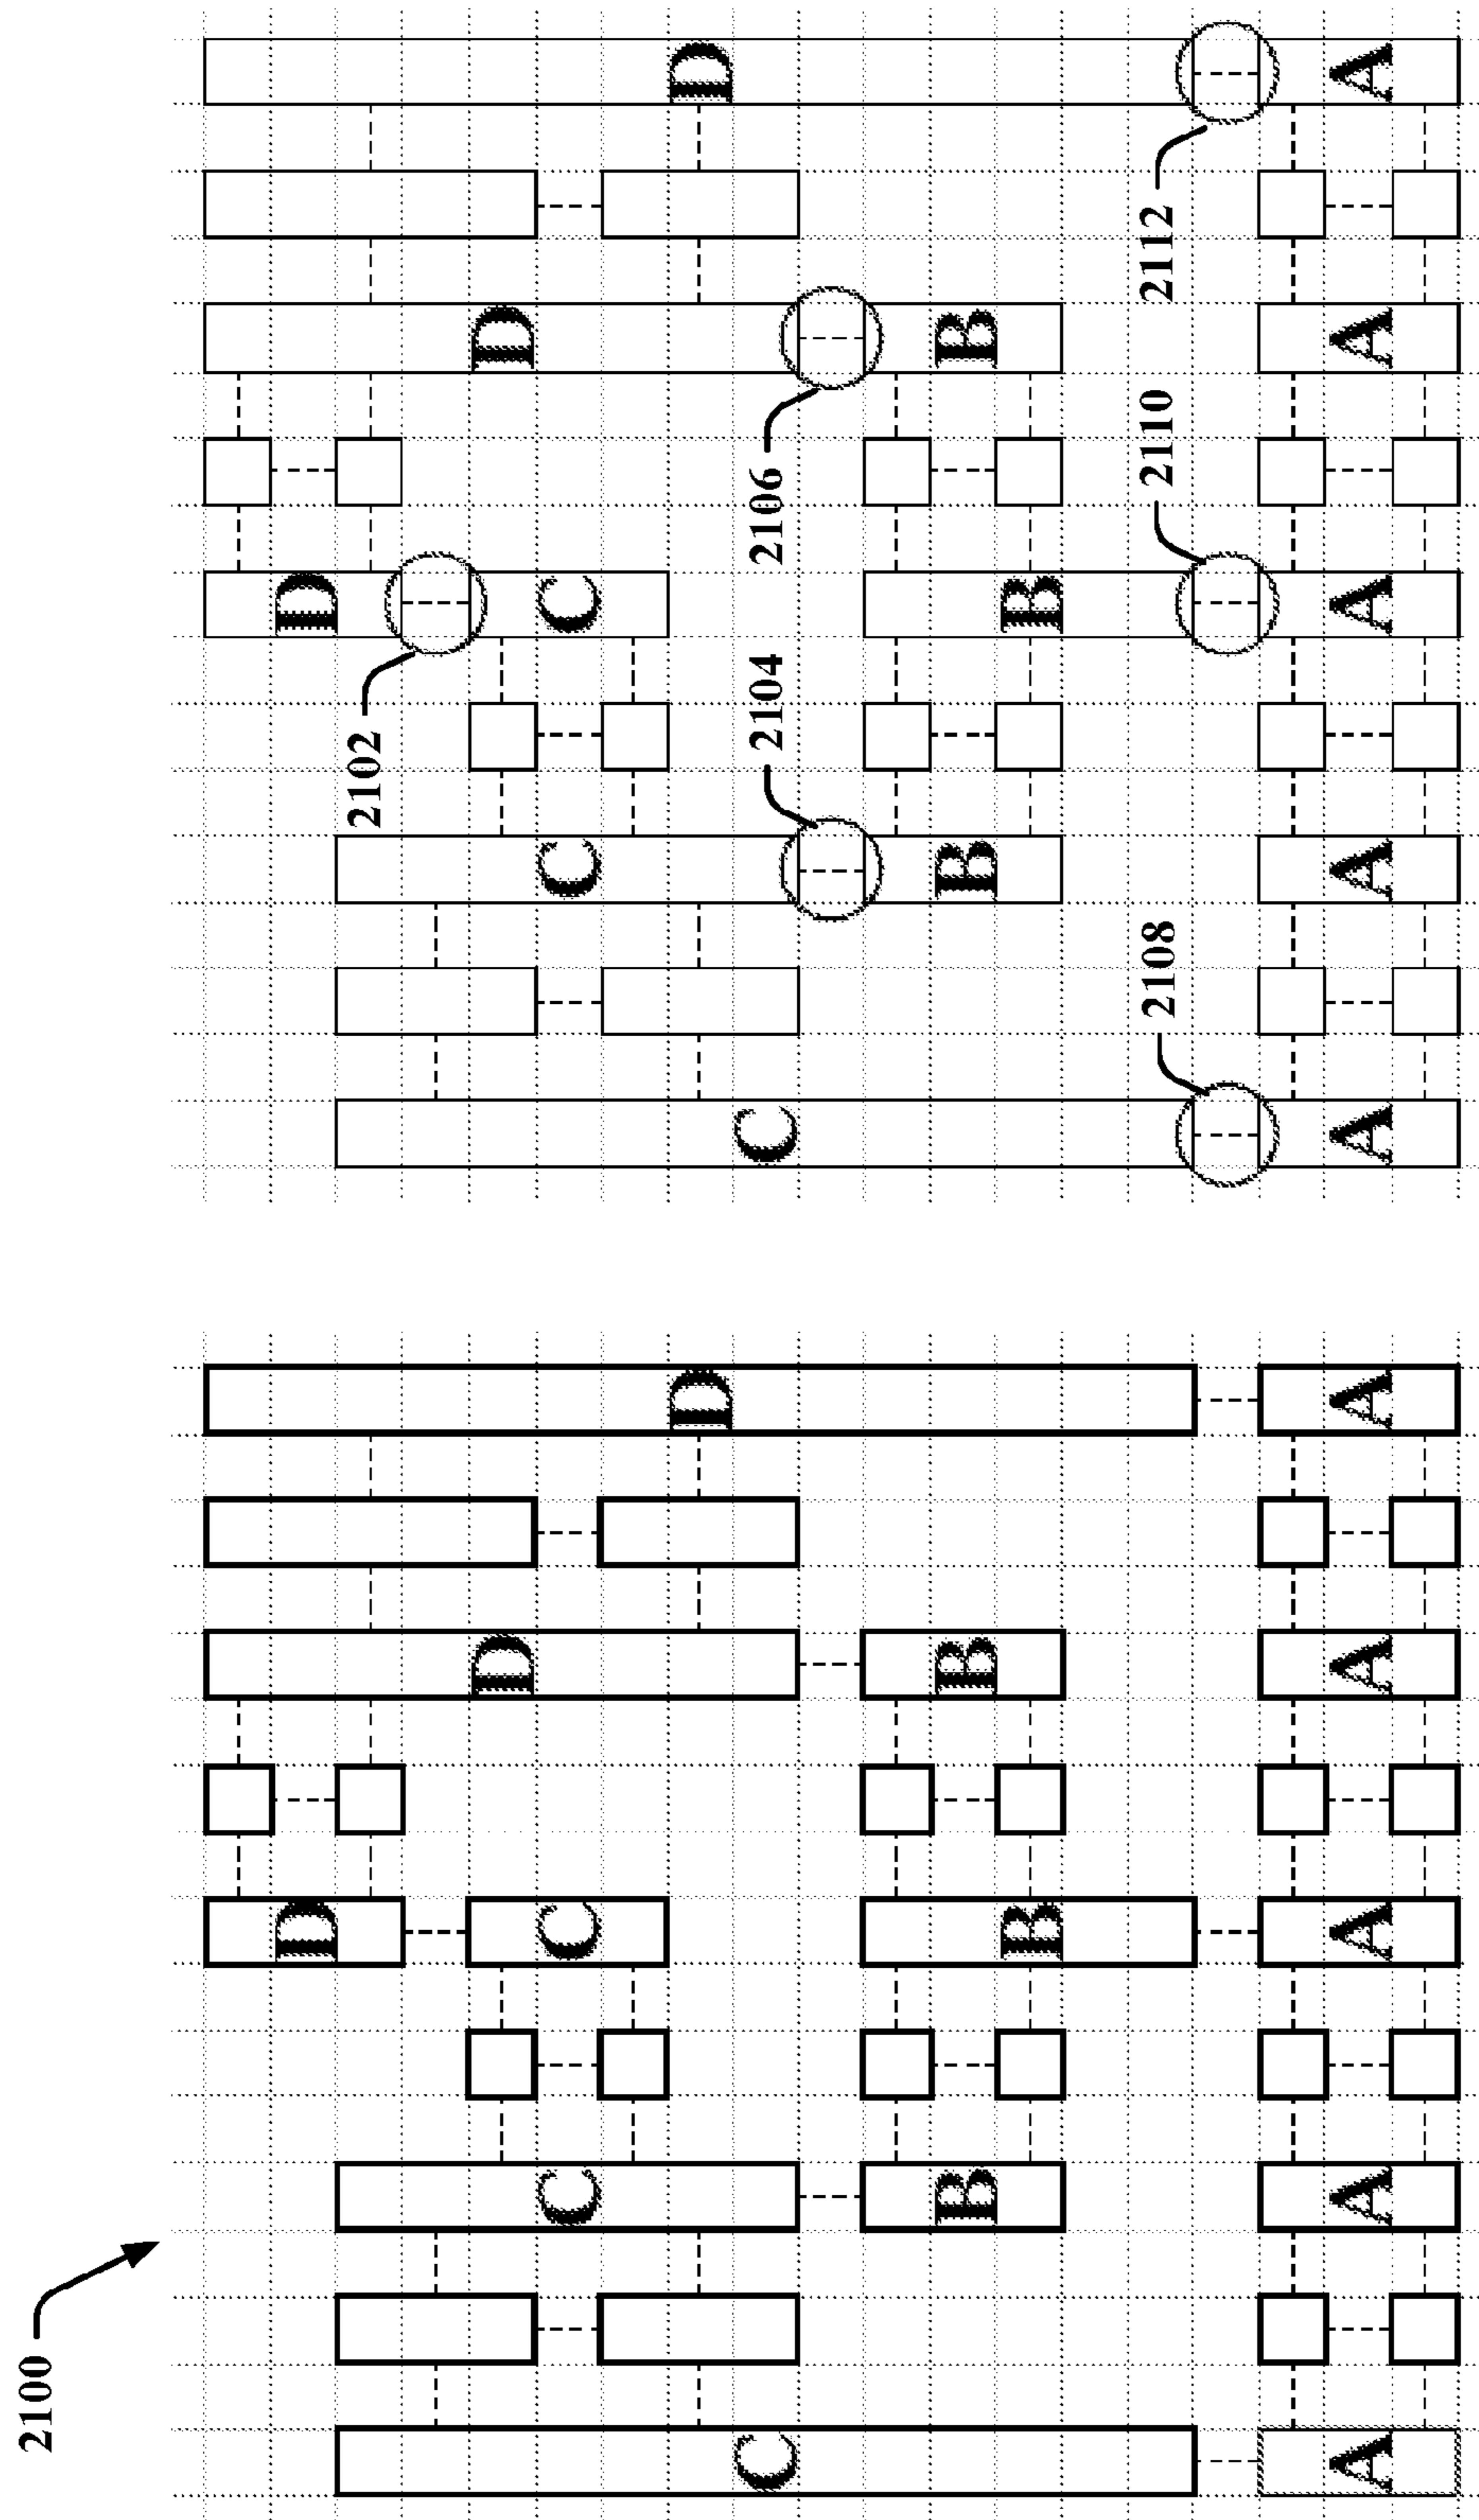 2100
D D
2102
D D
C C C C
D D
C C 2104 2106
B B B B
B B
2108 2110 2112
A A A A A A A A A A